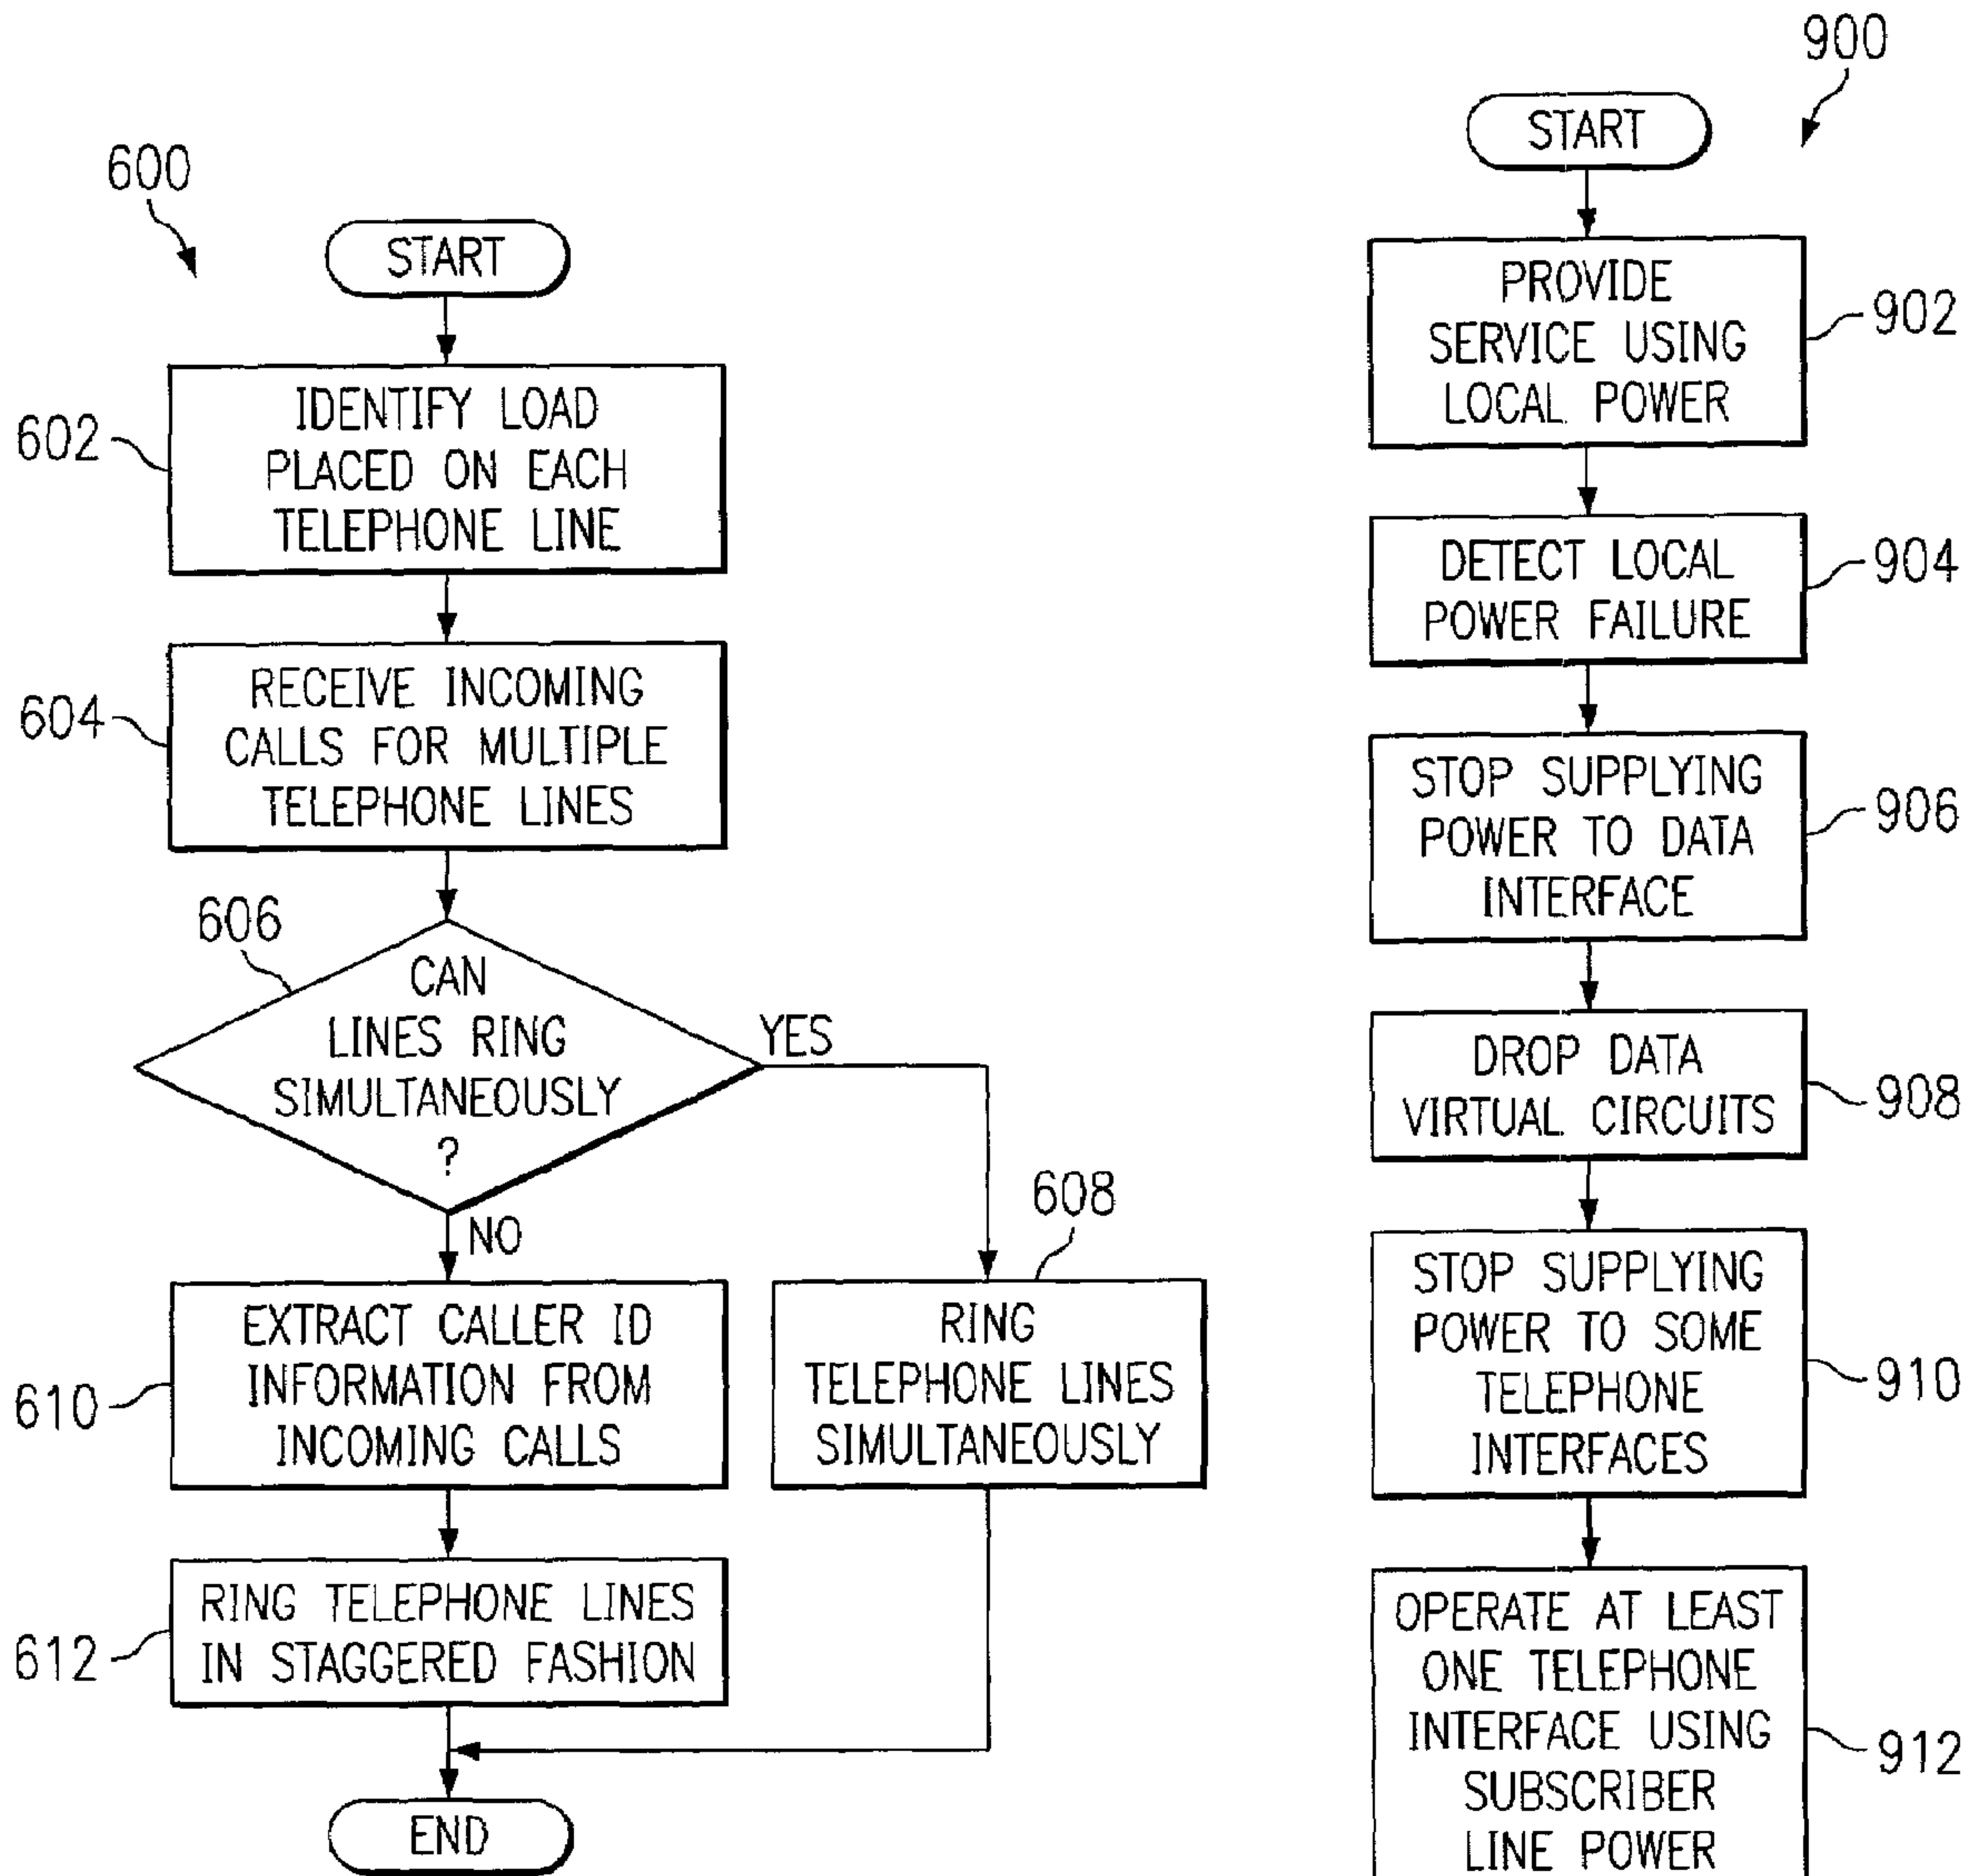 600
START
602
IDENTIFY LOAD
PLACED ON EACH
TELEPHONE LINE
604
RECEIVE INCOMING
CALLS FOR MULTIPLE
TELEPHONE LINES
606
CAN
LINES RING
SIMULTANEOUSLY
?
YES
NO
608
RING
TELEPHONE LINES
SIMULTANEOUSLY
610
EXTRACT CALLER ID
INFORMATION FROM
INCOMING CALLS
612
RING TELEPHONE LINES
IN STAGGERED FASHION
END
900
START
PROVIDE
SERVICE USING
LOCAL POWER
902
DETECT LOCAL
POWER FAILURE
904
STOP SUPPLYING
POWER TO DATA
INTERFACE
906
DROP DATA
VIRTUAL CIRCUITS
908
STOP SUPPLYING
POWER TO SOME
TELEPHONE
INTERFACES
910
OPERATE AT LEAST
ONE TELEPHONE
INTERFACE USING
SUBSCRIBER
LINE POWER
912